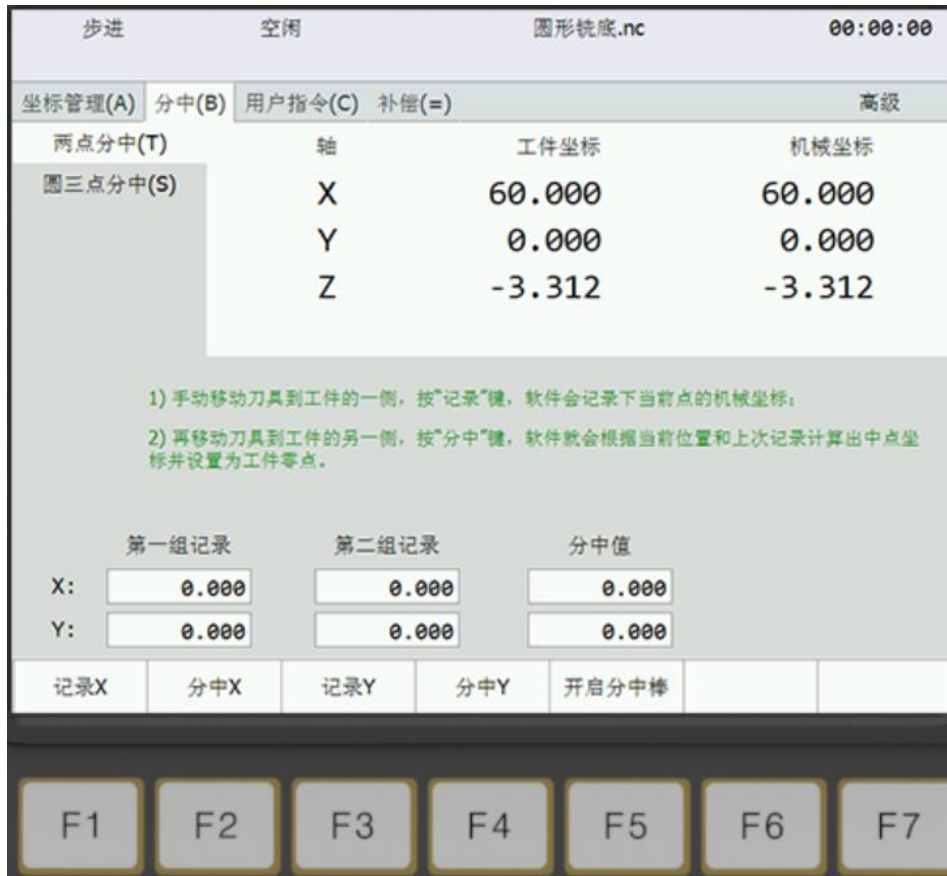 步进 空闲 圆形铣底.nc 00:00:00
坐标管理(A) 分中(B) 用户指令(C) 补偿(=) 高级
两点分中(T) 轴 工件坐标 机械坐标
圆三点分中(S)
X 60.000 60.000
Y 0.000 0.000
Z -3.312 -3.312
1) 手动移动刀具到工件的一侧，按"记录"键，软件会记录下当前点的机械坐标；
2) 再移动刀具到工件的另一侧，按"分中"键，软件就会根据当前位置和上次记录计算出中点坐
标并设置为工件零点。
第一组记录 第二组记录 分中值
X: 0.000 0.000 0.000
Y: 0.000 0.000 0.000
记录X 分中X 记录Y 分中Y 开启分中棒
F1 F2 F3 F4 F5 F6 F7